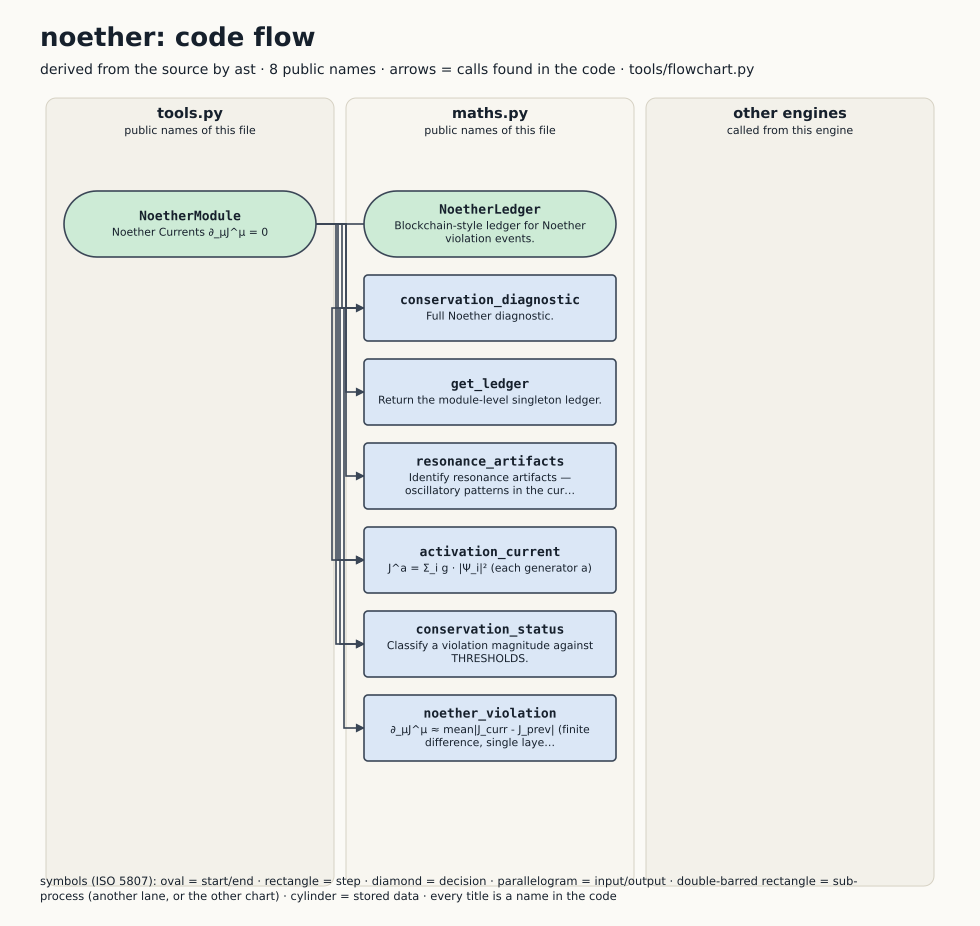 noether: code flow
derived from the source by ast · 8 public names · arrows = calls found in the code · tools/flowchart.py
tools.py
public names of this file
maths.py
public names of this file
other engines
called from this engine
NoetherModule
Noether Currents ∂_μJ^μ = 0
NoetherLedger
Blockchain-style ledger for Noether
violation events.
conservation_diagnostic
Full Noether diagnostic.
get_ledger
Return the module-level singleton ledger.
resonance_artifacts
Identify resonance artifacts —
oscillatory patterns in the cur…
activation_current
J^a = Σ_i g · |Ψ_i|² (each generator a)
conservation_status
Classify a violation magnitude against
THRESHOLDS.
noether_violation
∂_μJ^μ ≈ mean|J_curr - J_prev| (finite
difference, single laye…
symbols (ISO 5807): oval = start/end · rectangle = step · diamond = decision · parallelogram = input/output · double-barred rectangle = sub-
process (another lane, or the other chart) · cylinder = stored data · every title is a name in the code